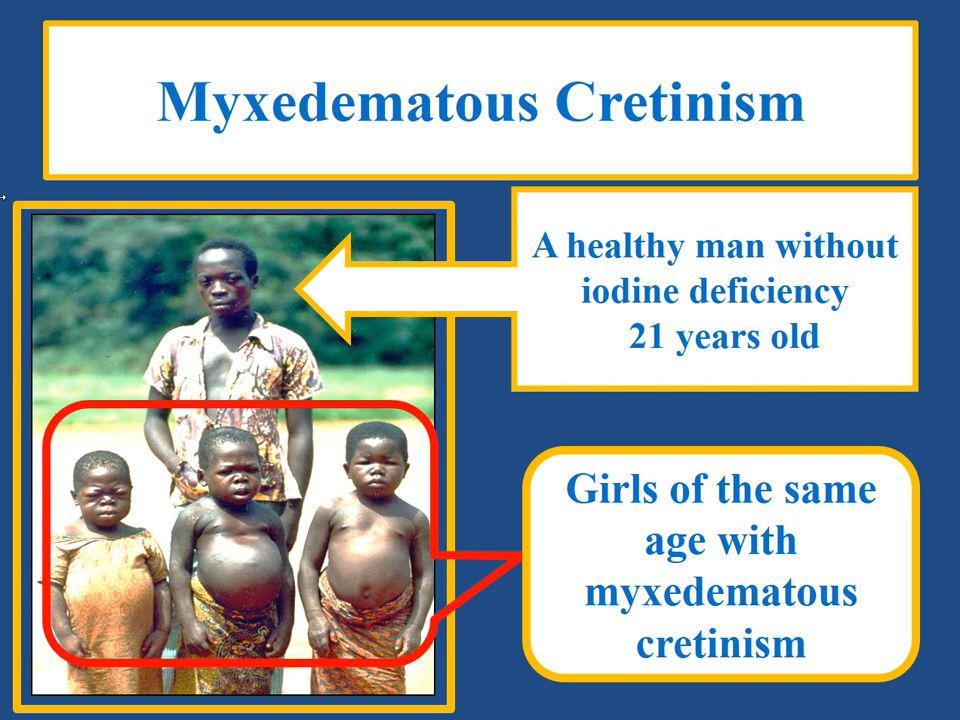 Myxedematous Cretinism
A healthy man without
iodine deficiency
21 years old
Girls of the same
age with
myxedematous
cretinism